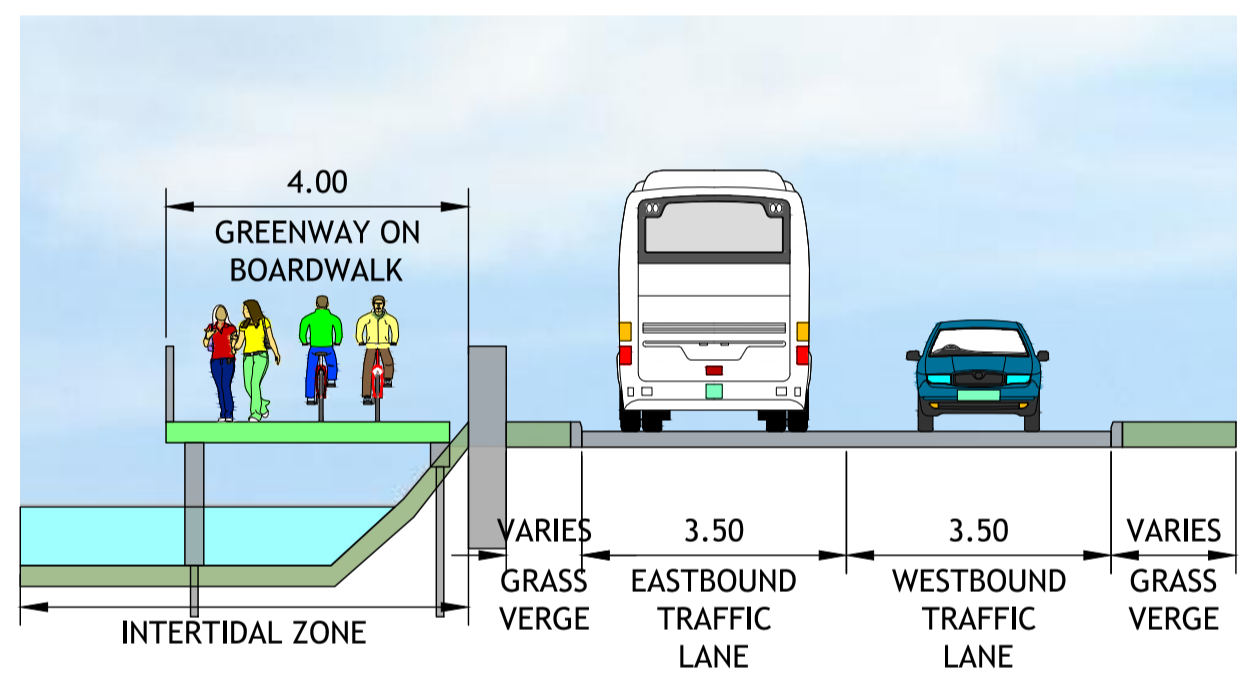 4.00
GREENWAY ON
BOARDWALK
INTERTIDAL ZONE
VARIES
GRASS
VERGE
3.50
EASTBOUND
TRAFFIC
LANE
3.50
WESTBOUND
TRAFFIC
LANE
VARIES
GRASS
VERGE